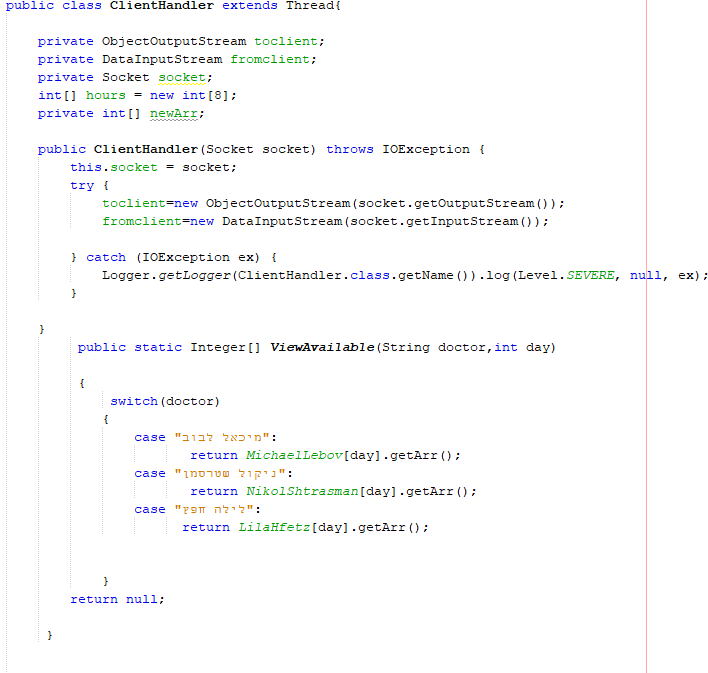 public class ClientHandler extends Thread{
private ObjectOutputStream toclient;
private DataInputStream fromclient;
private Socket socket;
int[] hours = new int[8];
private int[] newArr;
public ClientHandler(Socket socket) throws IOException {
this.socket = socket;
try {
toclient=new ObjectOutputStream(socket.getOutputStream());
fromclient=new DataInputStream(socket.getInputStream());
} catch (IOException ex) {
Logger.getLogger(ClientHandler.class.getName()).log(Level.SEVERE, null, ex);
}
}
public static Integer[] ViewAvailable(String doctor,int day)
{
switch(doctor)
{
case "מיכאל לבוב":
return MichaelLebov[day].getArr();
case "ניקול שטרסמן":
return NikolShtrasman[day].getArr();
case "לילה חפץ":
return LilaHfetz[day].getArr();
}
return null;
}